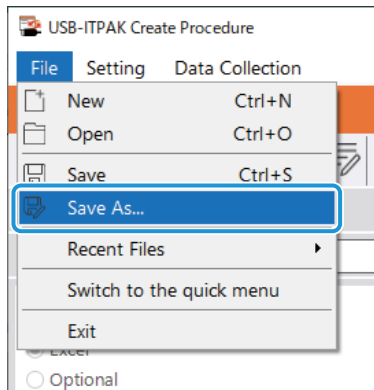 USB-ITPAK Create Procedure
File Setting Data Collection
New Ctrl+N
Open Ctrl+O
Save Ctrl+S
Save As...
Recent Files
Switch to the quick menu
Exit
Excel
Optional